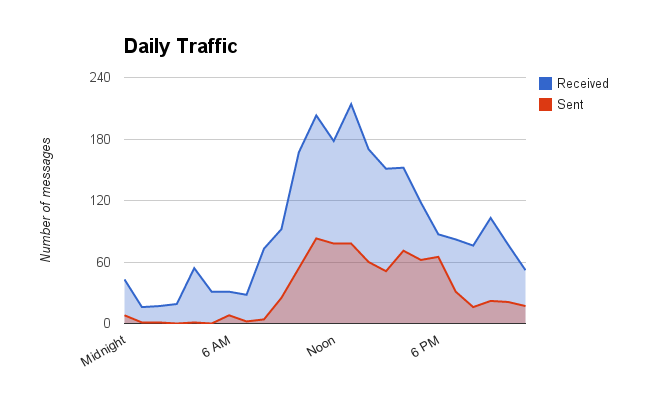 Daily Traffic
Number of messages
240
180
120
60
0
Midnight
6 AM
Noon
6 PM
Received
Sent